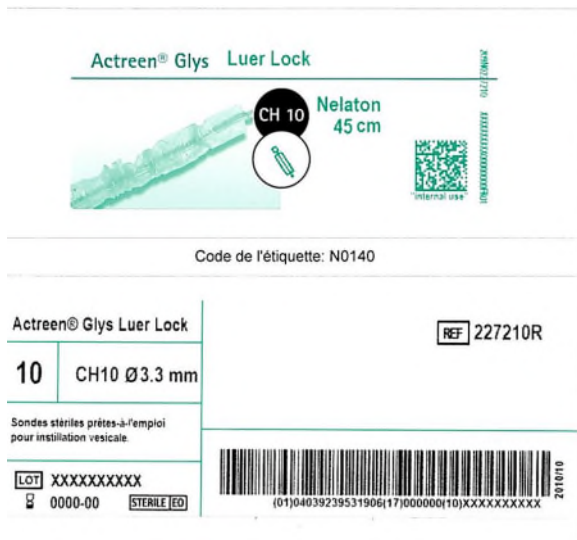 Actreen® Glys Luer Lock
CH 10
Nelaton
45 cm
"internal use"
Code de l'étiquette: N0140
Actreen® Glys Luer Lock
REF 227210R
10
CH10 Ø3.3 mm
Sondes stériles prêtes-à-l'emploi
pour instillation vesicale.
LOT XXXXXXXXXX
0000-00 STERILE EO
(01)04039239531906(17)000000(10)XXXXXXXXXX
2010/10